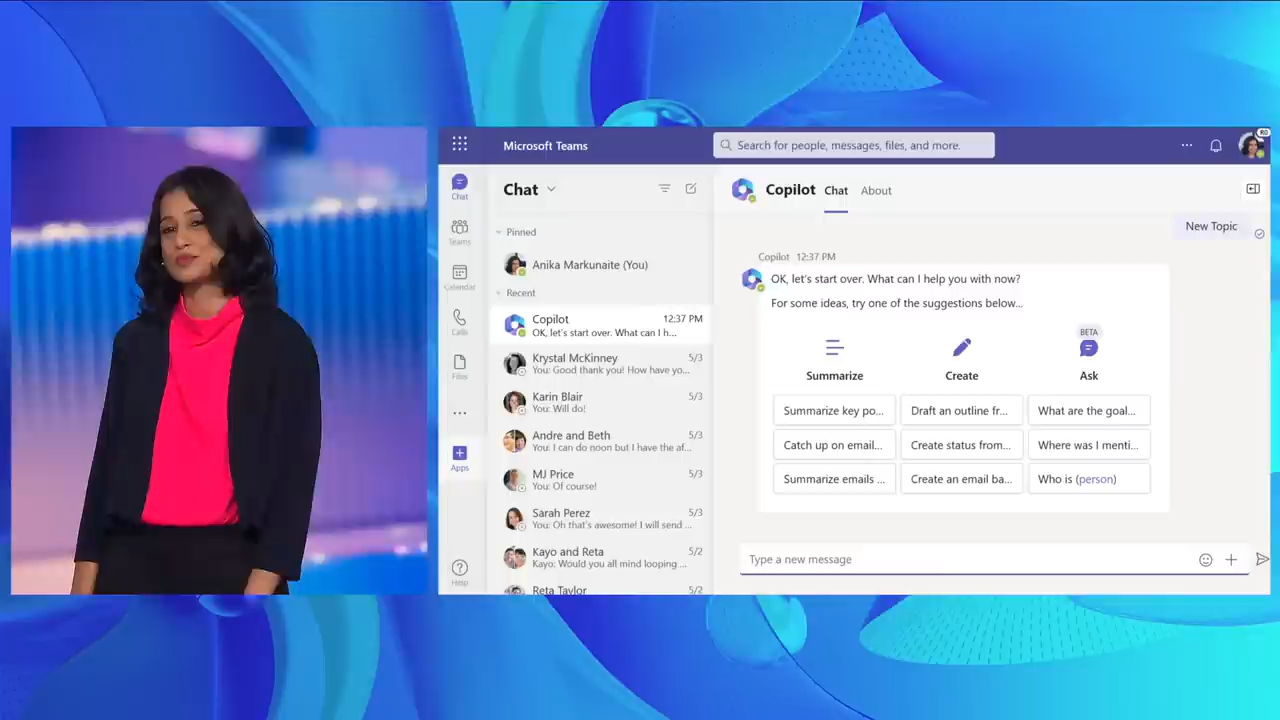 Microsoft Teams
Search for people, messages, files, and more.
RO
Chat
Teams
Calendar
Calls
Files
Apps
Help
Chat
Pinned
Anika Markunaite (You)
Recent
Copilot 12:37 PM
OK, let's start over. What can I h...
Krystal McKinney 5/3
You: Good thank you! How have yo...
Karin Blair 5/3
You: Will do!
Andre and Beth 5/3
You: I can do noon but I have the af...
MJ Price 5/3
You: Of course!
Sarah Perez 5/3
You: Oh that's awesome! I will send ...
Kayo and Reta 5/2
Kayo: Would you all mind looping ...
Reta Taylor 5/2
Copilot Chat About
New Topic
Copilot 12:37 PM
OK, let's start over. What can I help you with now?
For some ideas, try one of the suggestions below...
BETA
Summarize Create Ask
Summarize key po... Draft an outline fr... What are the goal...
Catch up on email... Create status from... Where was I menti...
Summarize emails ... Create an email ba... Who is (person)
Type a new message